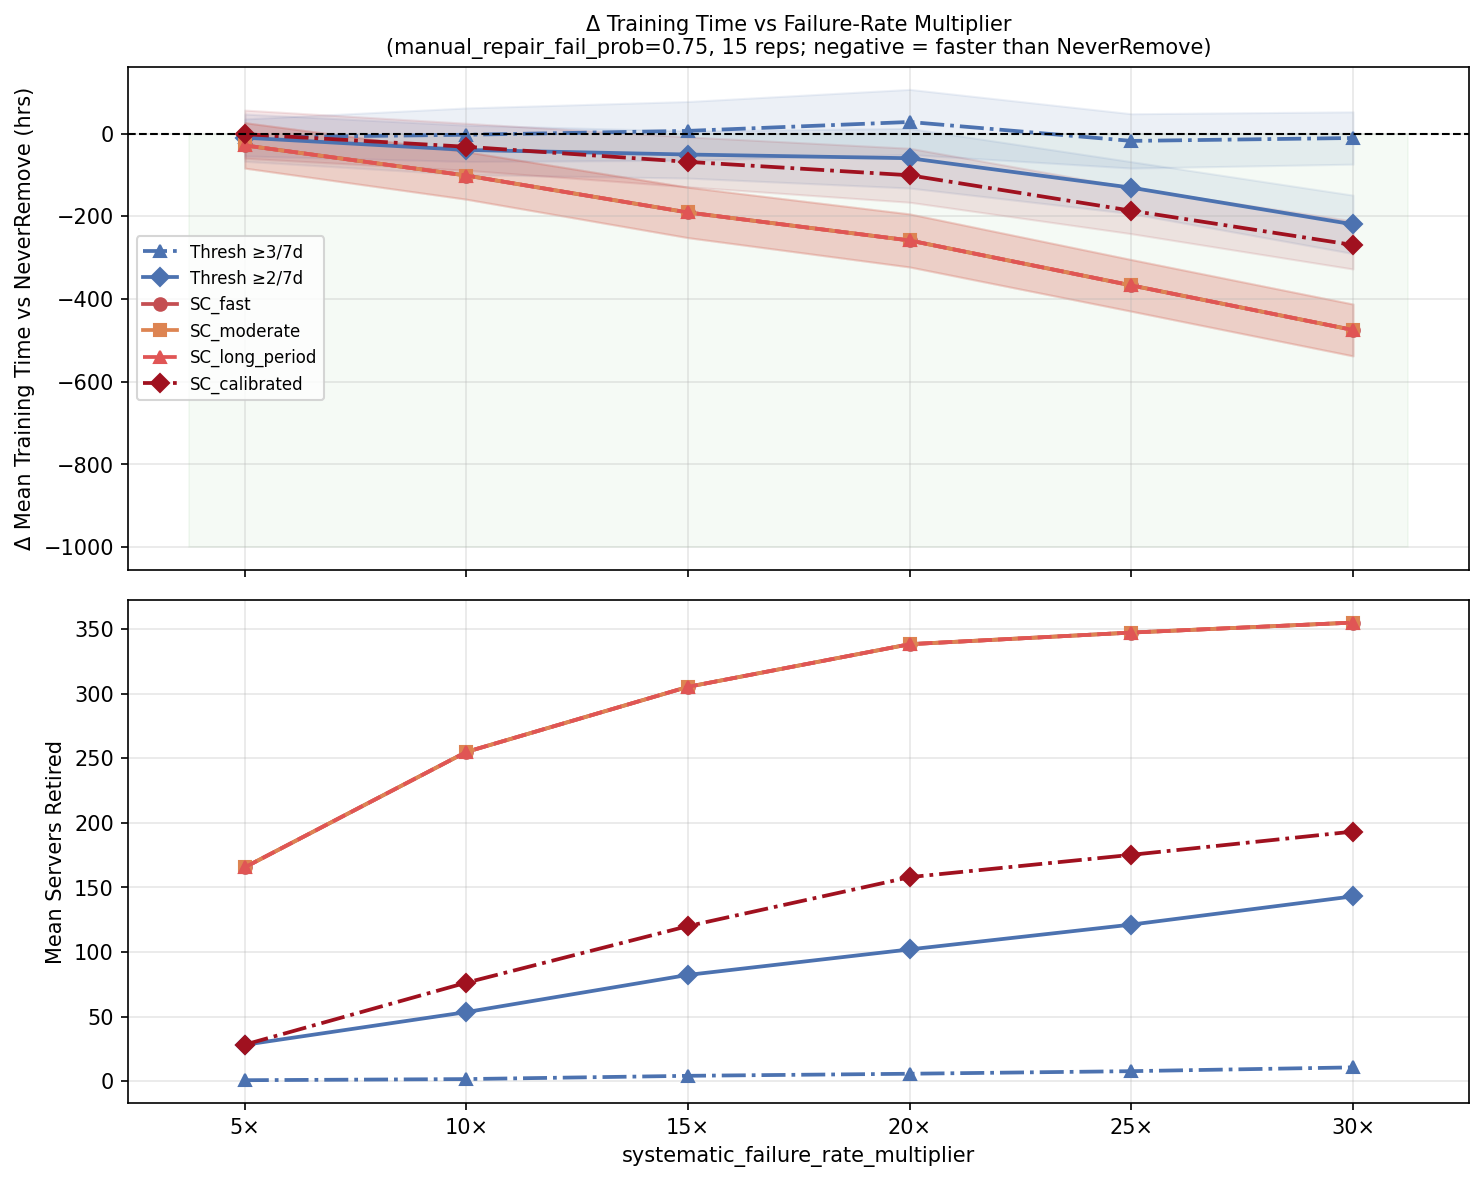 Δ Training Time vs Failure-Rate Multiplier
(manual_repair_fail_prob=0.75, 15 reps; negative = faster than NeverRemove)
Δ Mean Training Time vs NeverRemove (hrs)
0
−200
−400
−600
−800
−1000
Thresh ≥3/7d
Thresh ≥2/7d
SC_fast
SC_moderate
SC_long_period
SC_calibrated
Mean Servers Retired
350
300
250
200
150
100
50
0
5×
10×
15×
20×
25×
30×
systematic_failure_rate_multiplier